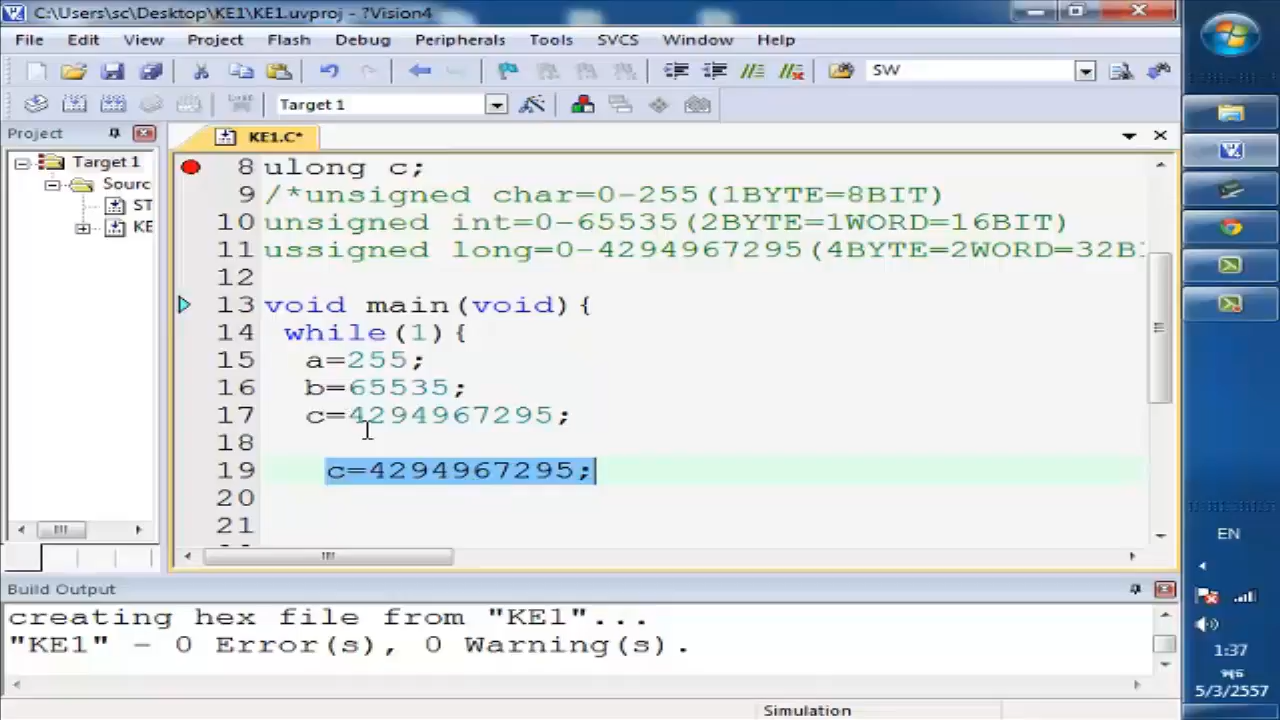 C:\Users\sc\Desktop\KE1\KE1.uvproj - ?Vision4
File Edit View Project Flash Debug Peripherals Tools SVCS Window Help
SW
Target 1
Project
KE1.C*
Target 1
Sourc
ST
KE
8 ulong c;
9 /*unsigned char=0-255(1BYTE=8BIT)
10 unsigned int=0-65535(2BYTE=1WORD=16BIT)
11 ussigned long=0-4294967295(4BYTE=2WORD=32B
12
13 void main(void){
14 while(1){
15 a=255;
16 b=65535;
17 c=4294967295;
18
19 c=4294967295;
20
21
Build Output
creating hex file from "KE1"...
"KE1" - 0 Error(s), 0 Warning(s).
Simulation
EN
1:37
พุธ
5/3/2557